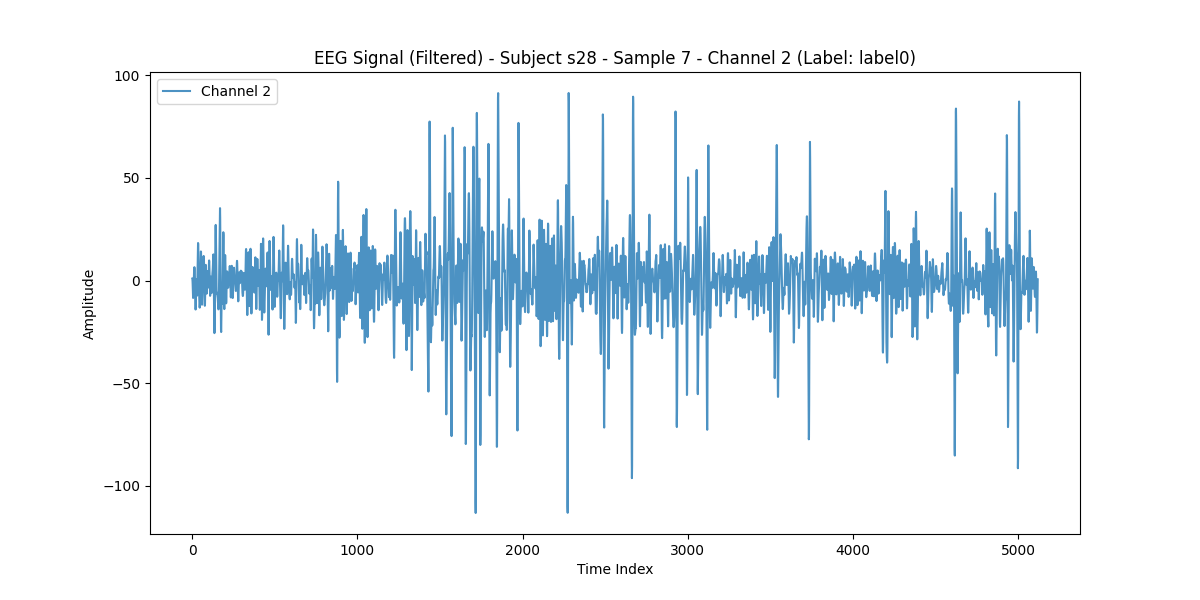 EEG Signal (Filtered) - Subject s28 - Sample 7 - Channel 2 (Label: label0)
Channel 2
100
50
0
−50
−100
Amplitude
0 1000 2000 3000 4000 5000
Time Index